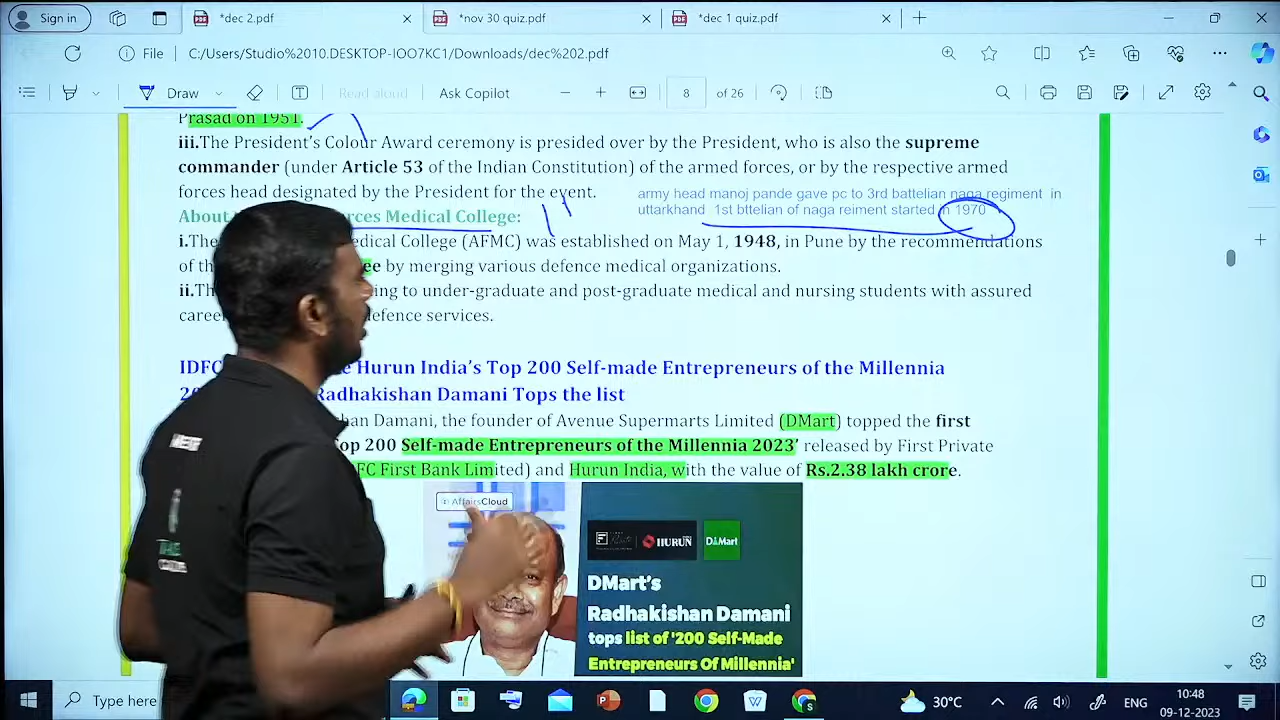 Sign in
*dec 2.pdf
*nov 30 quiz.pdf
*dec 1 quiz.pdf
File
C:/Users/Studio%2010.DESKTOP-IOO7KC1/Downloads/dec%202.pdf
Draw
Read aloud
Ask Copilot
8
of 26
Prasad on 1951.
iii.The President's Colour Award ceremony is presided over by the President, who is also the supreme
commander (under Article 53 of the Indian Constitution) of the armed forces, or by the respective armed
forces head designated by the President for the event.
army head manoj pande gave pc to 3rd battelian naga regiment in
uttarkhand 1st bttelian of naga reiment started in 1970
About rces Medical College:
i.The edical College (AFMC) was established on May 1, 1948, in Pune by the recommendations
of th ee by merging various defence medical organizations.
ii.Th ing to under-graduate and post-graduate medical and nursing students with assured
career defence services.
IDFC e Hurun India's Top 200 Self-made Entrepreneurs of the Millennia
2 Radhakishan Damani Tops the list
han Damani, the founder of Avenue Supermarts Limited (DMart) topped the first
op 200 Self-made Entrepreneurs of the Millennia 2023' released by First Private
FC First Bank Limited) and Hurun India, with the value of Rs.2.38 lakh crore.
AffairsCloud
HURUN
DMart
DMart's
Radhakishan Damani
tops list of '200 Self-Made
Entrepreneurs Of Millennia'
Type here
30°C
ENG
10:48
09-12-2023